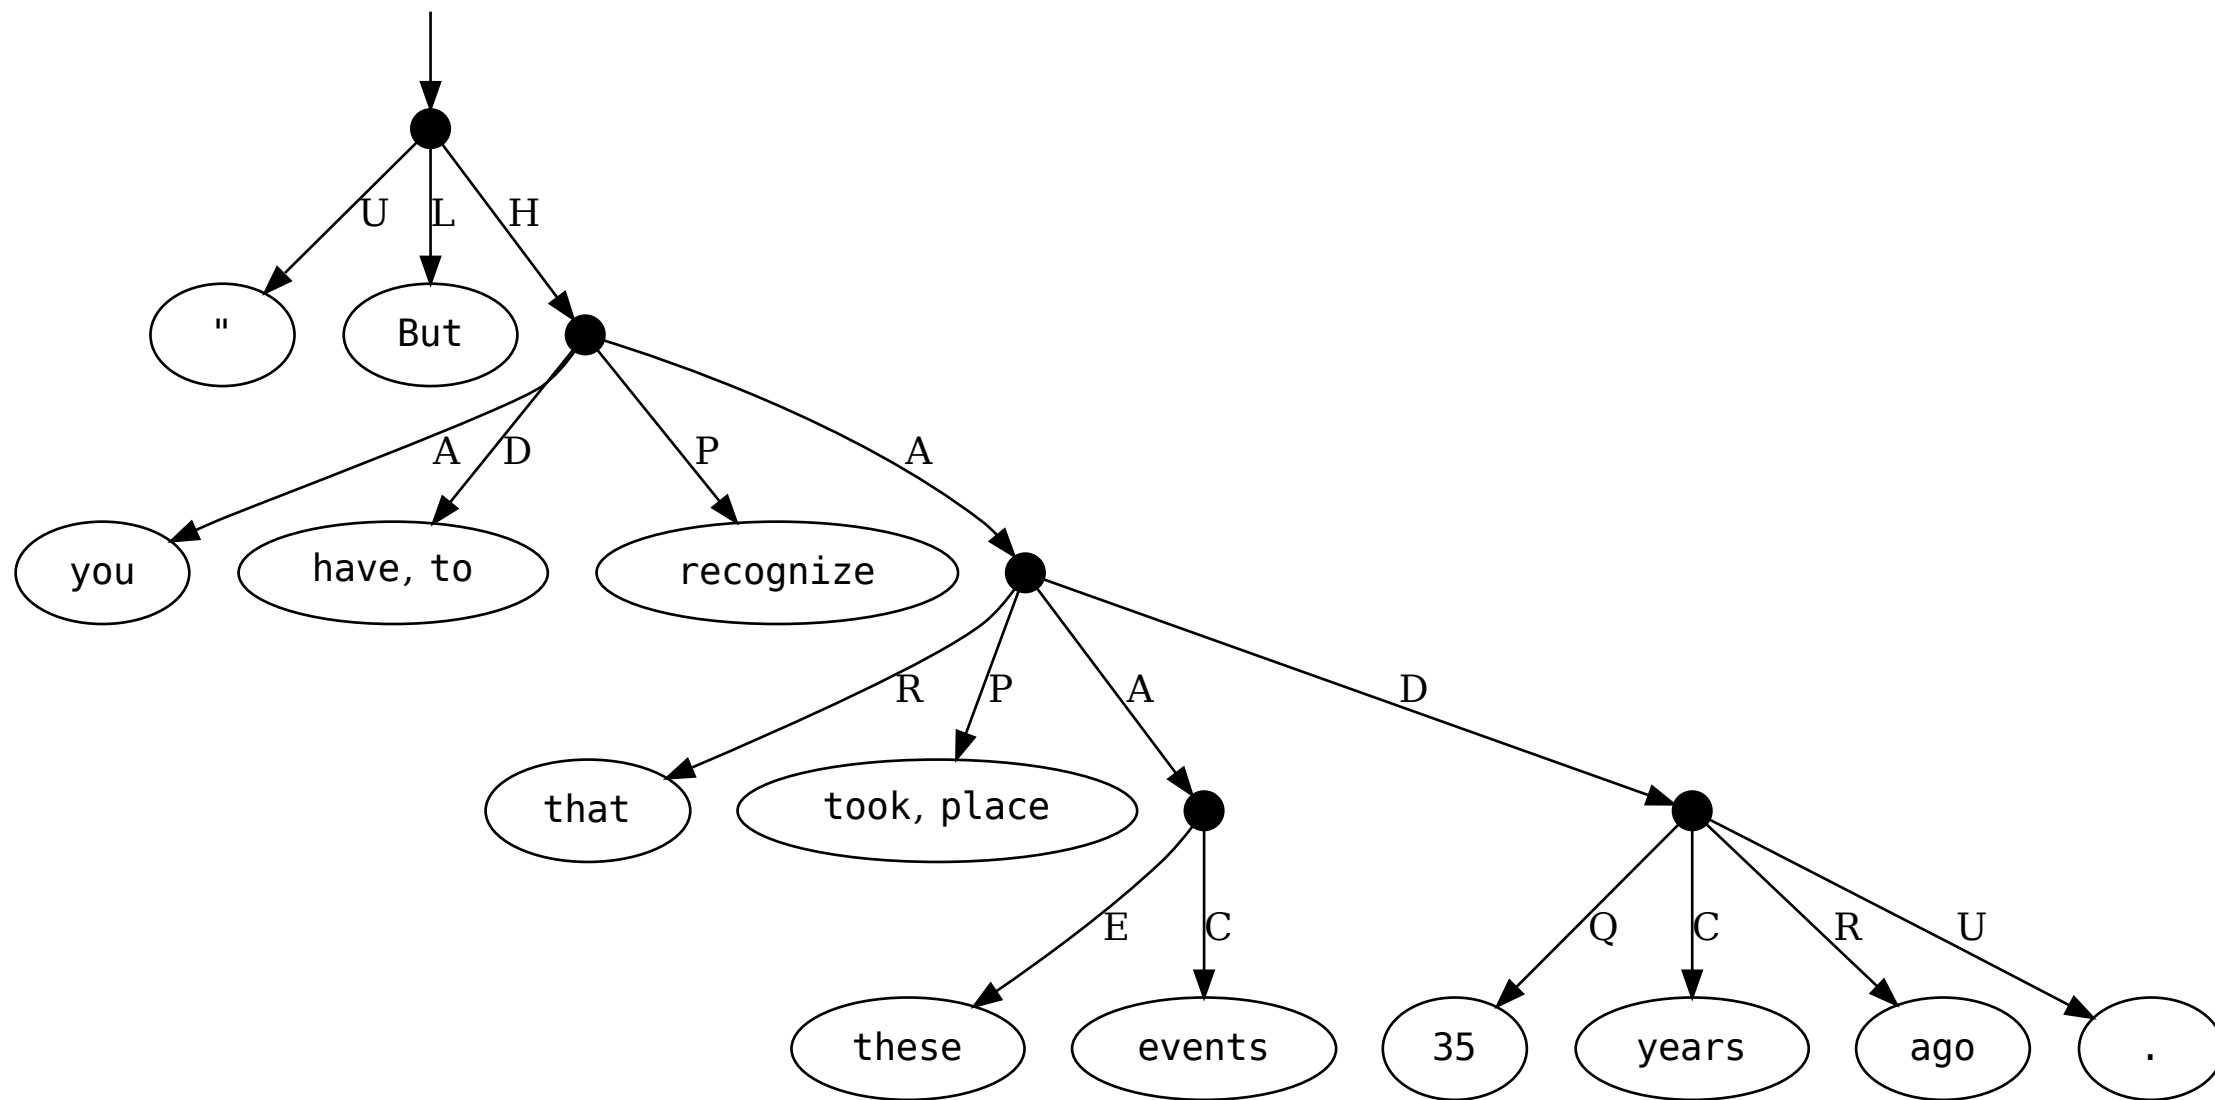 U L H
" But
A D P A
you have, to recognize
R P A D
that took, place
E C Q C R U
these events 35 years ago .